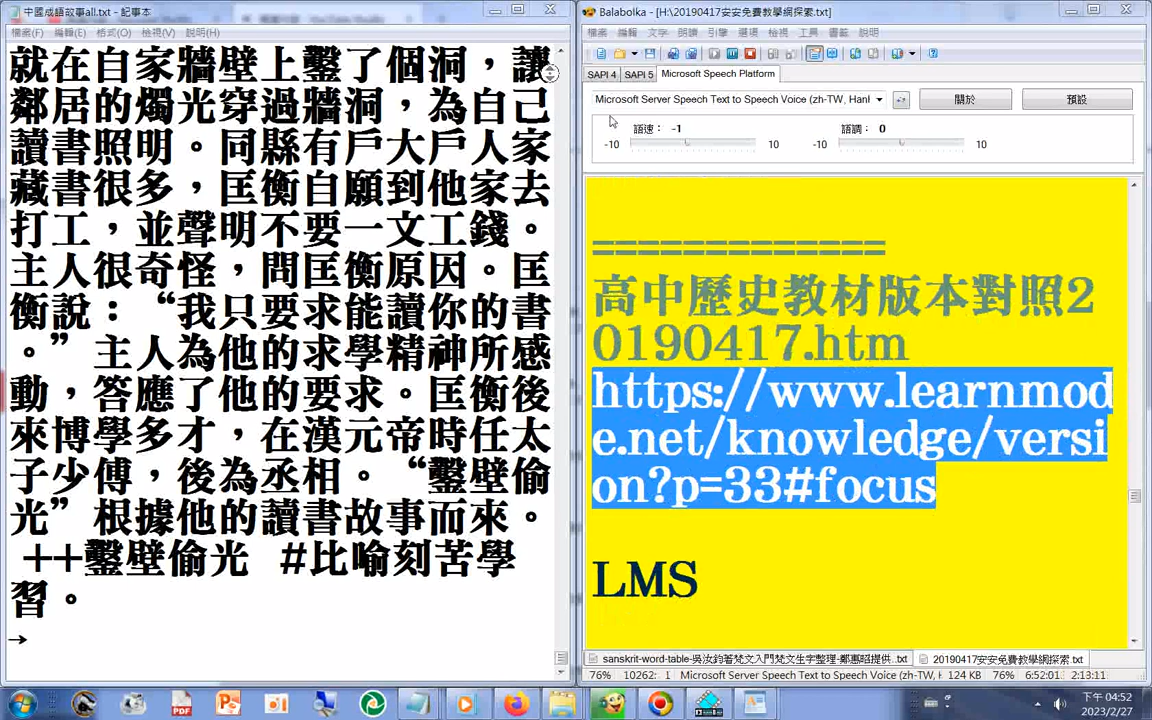 中國成語故事all.txt - 記事本
檔案(F) 編輯(E) 格式(O) 檢視(V) 說明(H)
就在自家牆壁上鑿了個洞，讓
鄰居的燭光穿過牆洞，為自己
讀書照明。同縣有戶大戶人家
藏書很多，匡衡自願到他家去
打工，並聲明不要一文工錢。
主人很奇怪，問匡衡原因。匡
衡說：“我只要求能讀你的書
。” 主人為他的求學精神所感
動，答應了他的要求。匡衡後
來博學多才，在漢元帝時任太
子少傅，後為丞相。“鑿壁偷
光” 根據他的讀書故事而來。
++鑿壁偷光 #比喻刻苦學
習。
→
Balabolka - [H:\20190417安安免費教學網探索.txt]
檔案 編輯 文字 朗讀 引擎 選項 檢視 工具 書籤 說明
SAPI 4 SAPI 5 Microsoft Speech Platform
Microsoft Server Speech Text to Speech Voice (zh-TW, Hanl
關於 預設
語速： -1 語調： 0
-10 10 -10 10
=============
高中歷史教材版本對照2
0190417.htm
https://www.learnmod
e.net/knowledge/versi
on?p=33#focus
LMS
sanskrit-word-table-吳汝鈞著梵文入門梵文生字整理-鄭惠昭提供..txt 20190417安安免費教學網探索.txt
76% 10262: 1 Microsoft Server Speech Text to Speech Voice (zh-TW, H 124 KB 76% 6:52:01 2:13:11
下午 04:52
2023/2/27